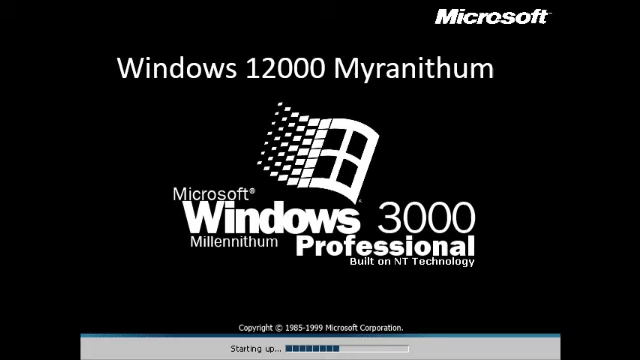 Microsoft
Windows 12000 Myranithum
Microsoft®
Windows 3000
Millennithum Professional
Built on NT Technology
Copyright © 1985-1999 Microsoft Corporation.
Starting up...